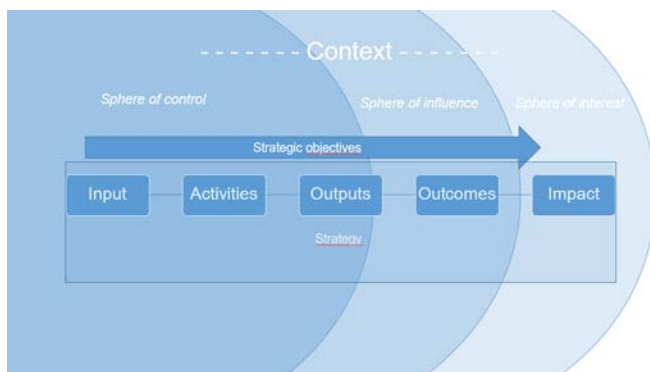 Context
Sphere of control
Sphere of influence
Sphere of interest
Strategic objectives
Input
Activities
Outputs
Outcomes
Impact
Strategy